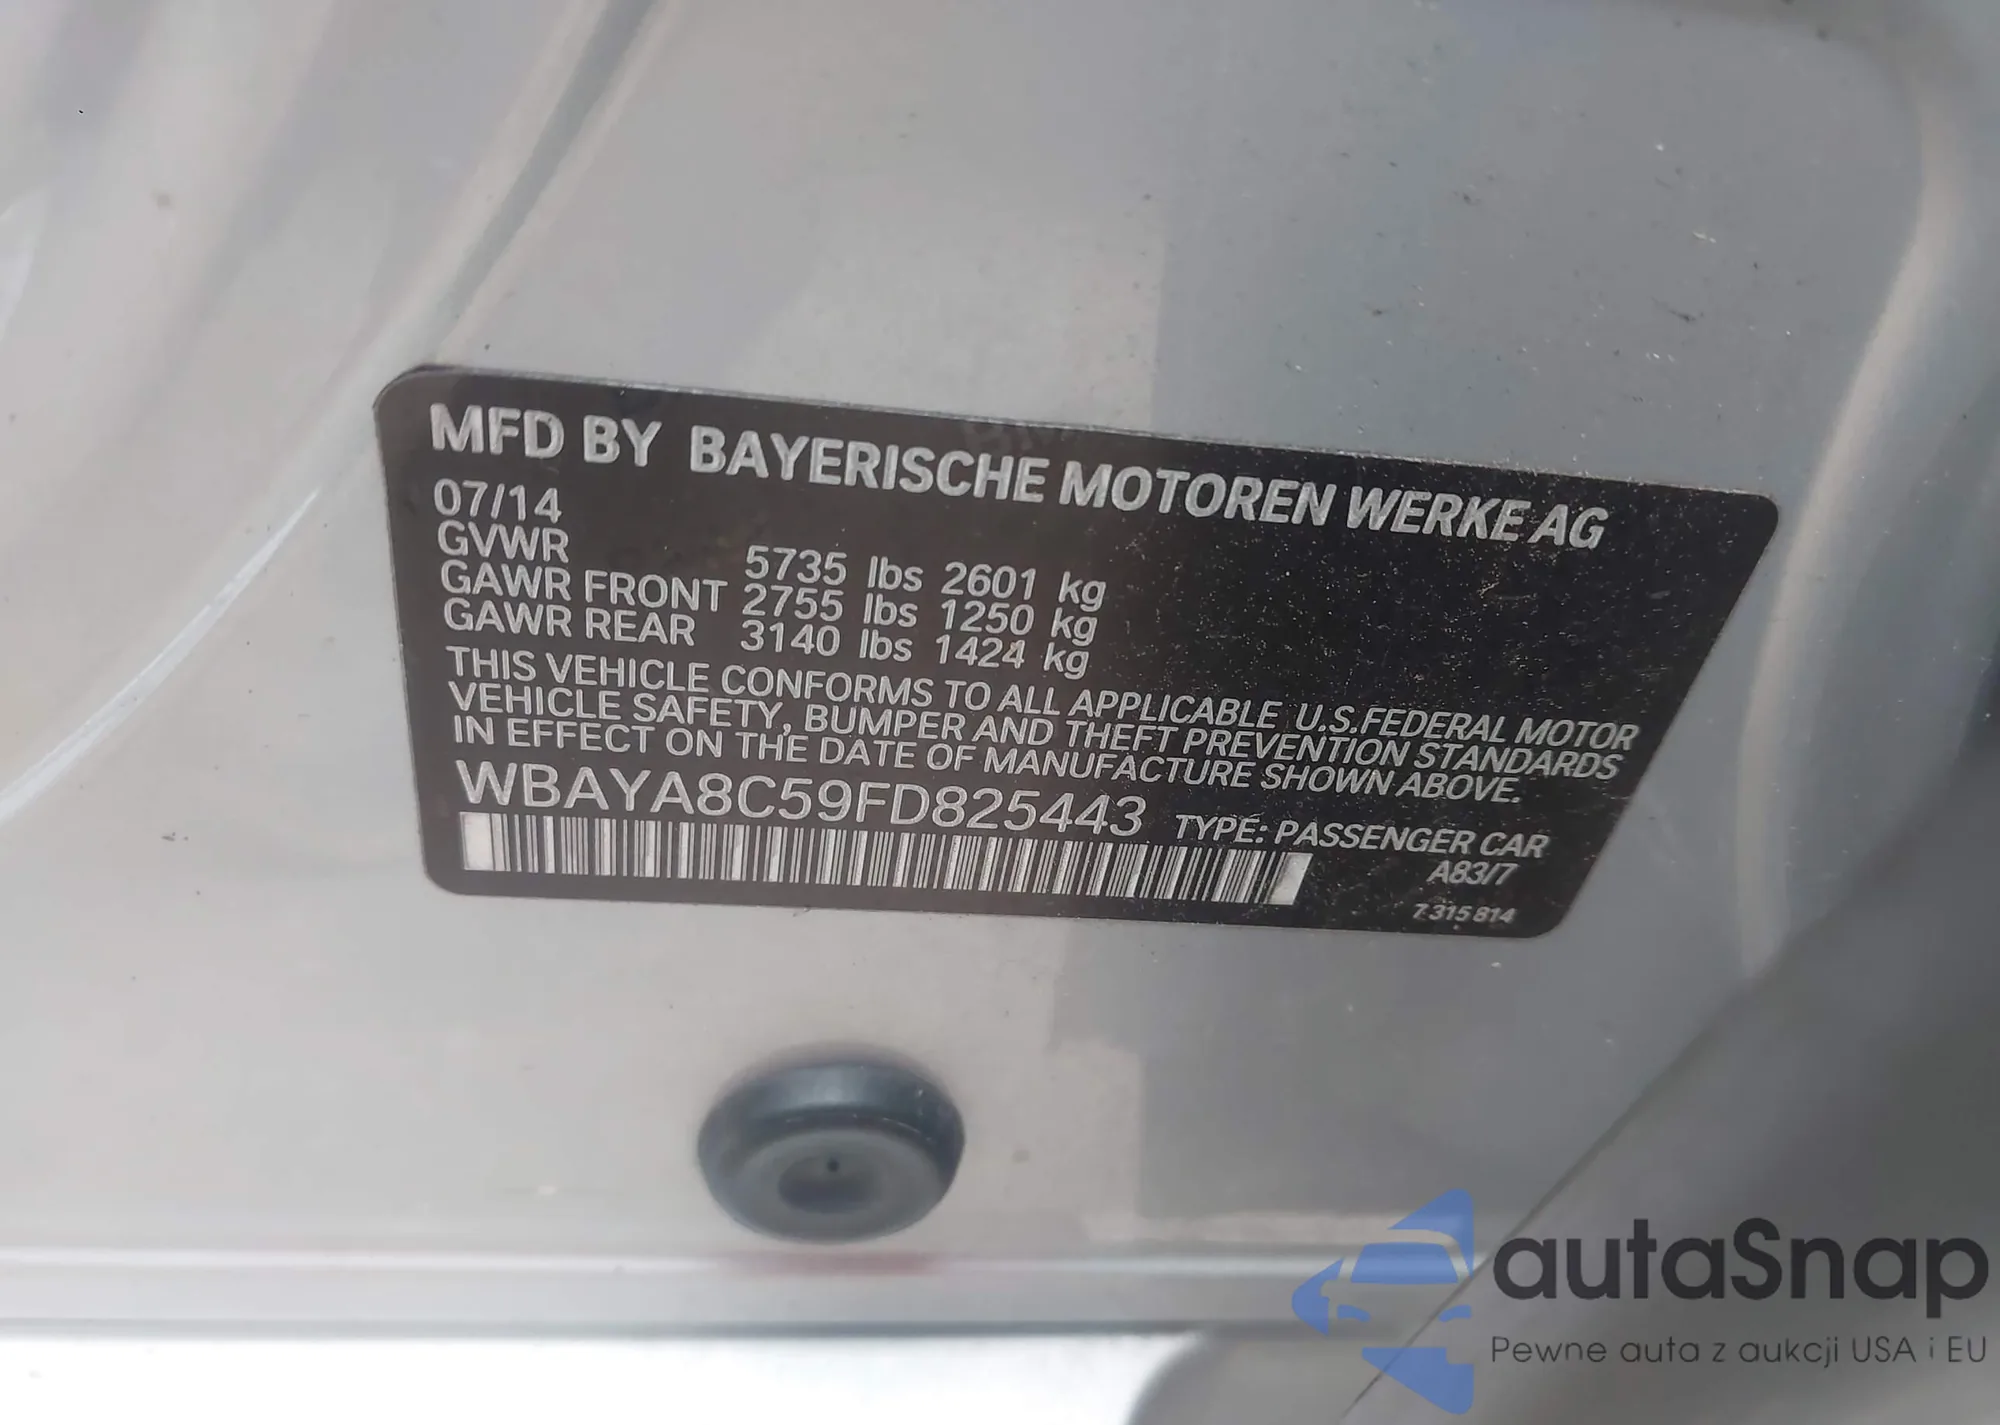 MFD BY BAYERISCHE MOTOREN WERKE AG
07/14
GVWR 5735 lbs 2601 kg
GAWR FRONT 2755 lbs 1250 kg
GAWR REAR 3140 lbs 1424 kg
THIS VEHICLE CONFORMS TO ALL APPLICABLE U.S.FEDERAL MOTOR
VEHICLE SAFETY, BUMPER AND THEFT PREVENTION STANDARDS
IN EFFECT ON THE DATE OF MANUFACTURE SHOWN ABOVE.
WBAYA8C59FD825443 TYPE: PASSENGER CAR
A83/7
7 315 814
autaSnap
Pewne auta z aukcji USA i EU